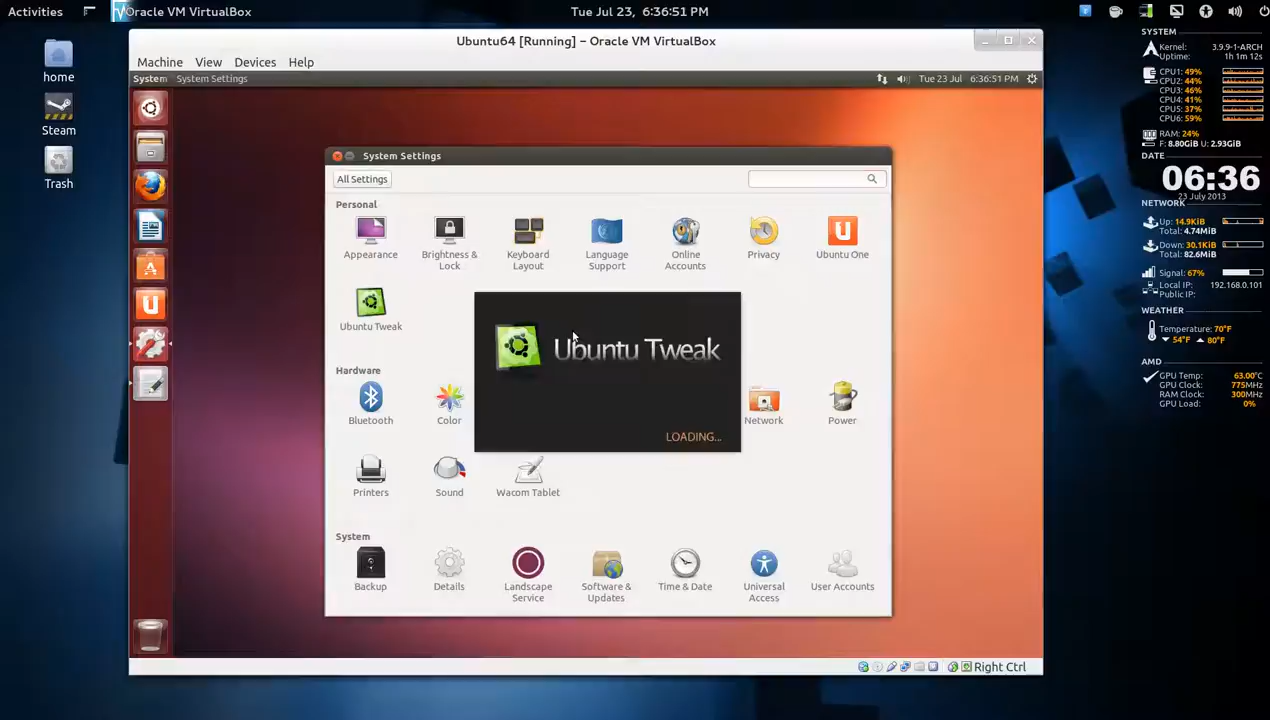 Activities Oracle VM VirtualBox Tue Jul 23, 6:36:51 PM
Ubuntu64 [Running] – Oracle VM VirtualBox
Machine View Devices Help
System System Settings Tue 23 Jul 6:36:51 PM
home
Steam
Trash
System Settings
All Settings
Personal
Appearance
Brightness &
Lock
Keyboard
Layout
Language
Support
Online
Accounts
Privacy
Ubuntu One
Ubuntu Tweak
Ubuntu Tweak
LOADING...
Hardware
Bluetooth
Color
Network
Power
Printers
Sound
Wacom Tablet
System
Backup
Details
Landscape
Service
Software &
Updates
Time & Date
Universal
Access
User Accounts
Right Ctrl
SYSTEM
Kernel: 3.9.9-1-ARCH
Uptime: 1h 1m 12s
CPU1: 49%
CPU2: 44%
CPU3: 46%
CPU4: 41%
CPU5: 37%
CPU6: 59%
RAM: 24%
F: 8.80GiB U: 2.93GiB
DATE
06:36
23 July 2013
NETWORK
Up: 14.9KiB
Total: 4.74MiB
Down: 30.1KiB
Total: 82.6MiB
Signal: 67%
Local IP: 192.168.0.101
Public IP:
WEATHER
Temperature: 70°F
54°F 80°F
AMD
GPU Temp: 63.00°C
GPU Clock: 775MHz
RAM Clock: 300MHz
GPU Load: 0%